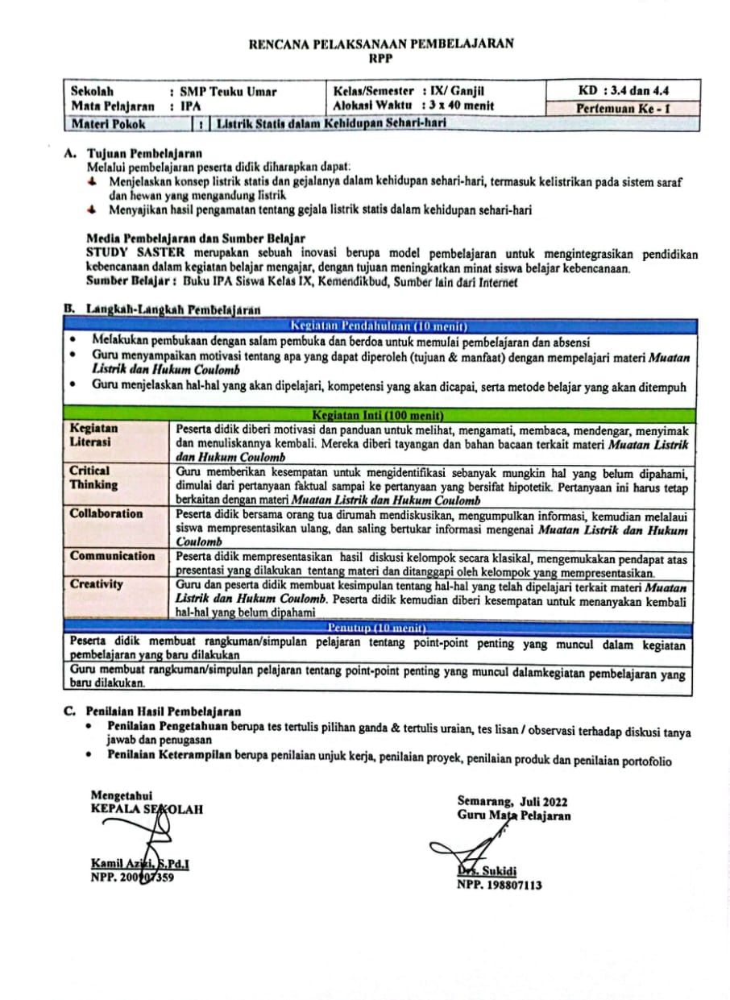 RENCANA PELAKSANAAN PEMBELAJARAN
RPP
Sekolah : SMP Teuku Umar
Mata Pelajaran : IPA
Kelas/Semester : IX/ Ganjil
Alokasi Waktu : 3 x 40 menit
KD : 3.4 dan 4.4
Pertemuan Ke - 1
Materi Pokok : Listrik Statis dalam Kehidupan Sehari-hari
A. Tujuan Pembelajaran
Melalui pembelajaran peserta didik diharapkan dapat:
Menjelaskan konsep listrik statis dan gejalanya dalam kehidupan sehari-hari, termasuk kelistrikan pada sistem saraf
dan hewan yang mengandung listrik
Menyajikan hasil pengamatan tentang gejala listrik statis dalam kehidupan sehari-hari
Media Pembelajaran dan Sumber Belajar
STUDY SASTER merupakan sebuah inovasi berupa model pembelajaran untuk mengintegrasikan pendidikan
kebencanaan dalam kegiatan belajar mengajar, dengan tujuan meningkatkan minat siswa belajar kebencanaan.
Sumber Belajar : Buku IPA Siswa Kelas IX, Kemendikbud, Sumber lain dari Internet
B. Langkah-Langkah Pembelajaran
Kegiatan Pendahuluan (10 menit)
• Melakukan pembukaan dengan salam pembuka dan berdoa untuk memulai pembelajaran dan absensi
• Guru menyampaikan motivasi tentang apa yang dapat diperoleh (tujuan & manfaat) dengan mempelajari materi Muatan
Listrik dan Hukum Coulomb
• Guru menjelaskan hal-hal yang akan dipelajari, kompetensi yang akan dicapai, serta metode belajar yang akan ditempuh
Kegiatan Inti (100 menit)
Kegiatan
Literasi
Peserta didik diberi motivasi dan panduan untuk melihat, mengamati, membaca, mendengar, menyimak
dan menuliskannya kembali. Mereka diberi tayangan dan bahan bacaan terkait materi Muatan Listrik
dan Hukum Coulomb
Critical
Thinking
Guru memberikan kesempatan untuk mengidentifikasi sebanyak mungkin hal yang belum dipahami,
dimulai dari pertanyaan faktual sampai ke pertanyaan yang bersifat hipotetik. Pertanyaan ini harus tetap
berkaitan dengan materi Muatan Listrik dan Hukum Coulomb
Collaboration
Peserta didik bersama orang tua dirumah mendiskusikan, mengumpulkan informasi, kemudian melalaui
siswa mempresentasikan ulang, dan saling bertukar informasi mengenai Muatan Listrik dan Hukum
Coulomb
Communication
Peserta didik mempresentasikan hasil diskusi kelompok secara klasikal, mengemukakan pendapat atas
presentasi yang dilakukan tentang materi dan ditanggapi oleh kelompok yang mempresentasikan.
Creativity
Guru dan peserta didik membuat kesimpulan tentang hal-hal yang telah dipelajari terkait materi Muatan
Listrik dan Hukum Coulomb. Peserta didik kemudian diberi kesempatan untuk menanyakan kembali
hal-hal yang belum dipahami
Penutup (10 menit)
Peserta didik membuat rangkuman/simpulan pelajaran tentang point-point penting yang muncul dalam kegiatan
pembelajaran yang baru dilakukan
Guru membuat rangkuman/simpulan pelajaran tentang point-point penting yang muncul dalamkegiatan pembelajaran yang
baru dilakukan.
C. Penilaian Hasil Pembelajaran
• Penilaian Pengetahuan berupa tes tertulis pilihan ganda & tertulis uraian, tes lisan / observasi terhadap diskusi tanya
jawab dan penugasan
• Penilaian Keterampilan berupa penilaian unjuk kerja, penilaian proyek, penilaian produk dan penilaian portofolio
Mengetahui
KEPALA SEKOLAH
Kamil Azizi, S.Pd.I
NPP. 200907359
Semarang, Juli 2022
Guru Mata Pelajaran
Drs. Sukidi
NPP. 198807113